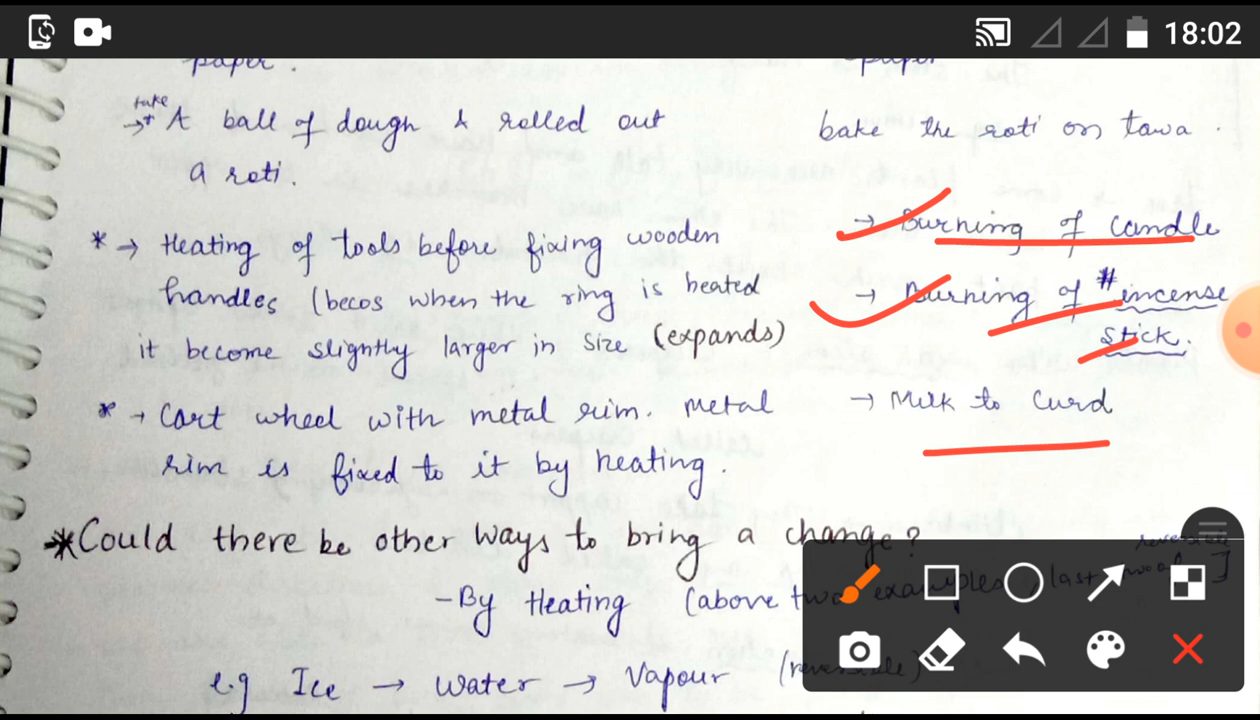 18:02
paper.
paper
take
→ A ball of dough & rolled out
a roti.
bake the roti on tawa.
* → Heating of tools before fixing wooden
handles (becos when the ring is heated
it become slightly larger in size (expands)
→ Burning of candle
→ Burning of # incense
stick.
→ Milk to Curd
* → Cart wheel with metal rim. Metal
rim is fixed to it by heating.
*Could there be other ways to bring a change?
- By Heating (above two examples, last
e.g Ice → water → Vapour (reversible)